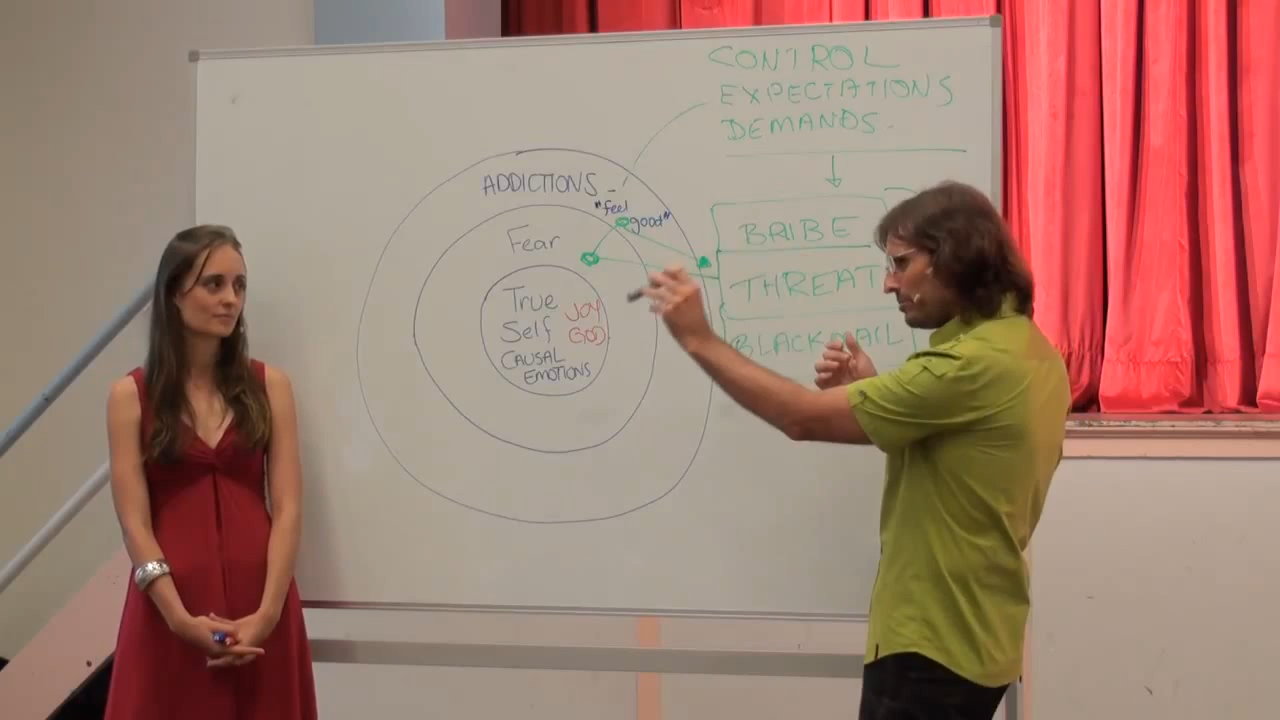 CONTROL
EXPECTATIONS
DEMANDS.
ADDICTIONS -
"feel
good"
Fear
True
Self
JOY
GOD
CAUSAL
EMOTIONS
BRIBE
THREAT
BLACKMAIL